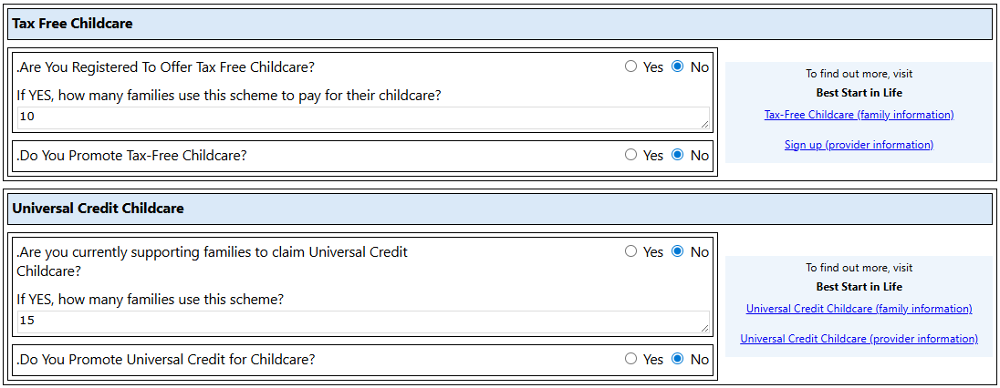 Tax Free Childcare
.Are You Registered To Offer Tax Free Childcare?
Yes No
If YES, how many families use this scheme to pay for their childcare?
10
.Do You Promote Tax-Free Childcare?
Yes No
To find out more, visit
Best Start in Life
Tax-Free Childcare (family information)
Sign up (provider information)
Universal Credit Childcare
.Are you currently supporting families to claim Universal Credit
Childcare?
Yes No
If YES, how many families use this scheme?
15
.Do You Promote Universal Credit for Childcare?
Yes No
To find out more, visit
Best Start in Life
Universal Credit Childcare (family information)
Universal Credit Childcare (provider information)